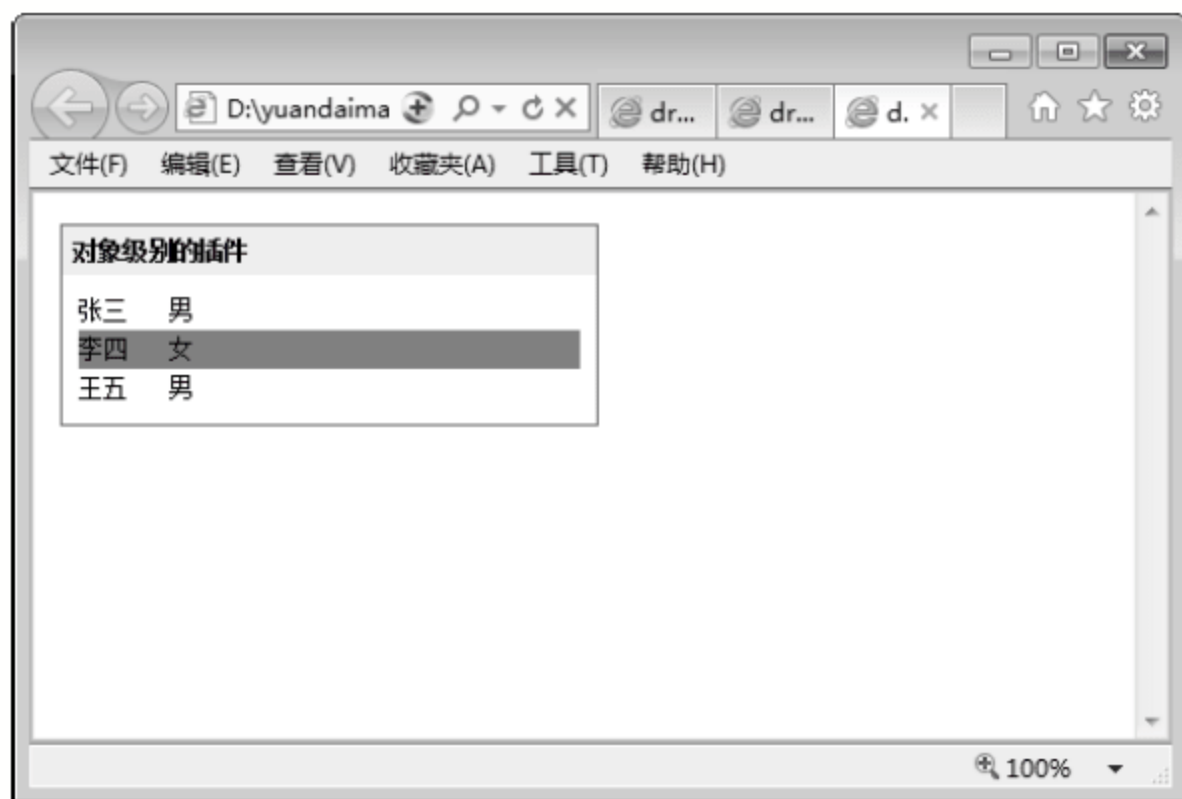 D:\yuandaima
dr...
dr...
d.
文件(F) 编辑(E) 查看(V) 收藏夹(A) 工具(T) 帮助(H)
对象级别的插件
张三 男
李四 女
王五 男
100%